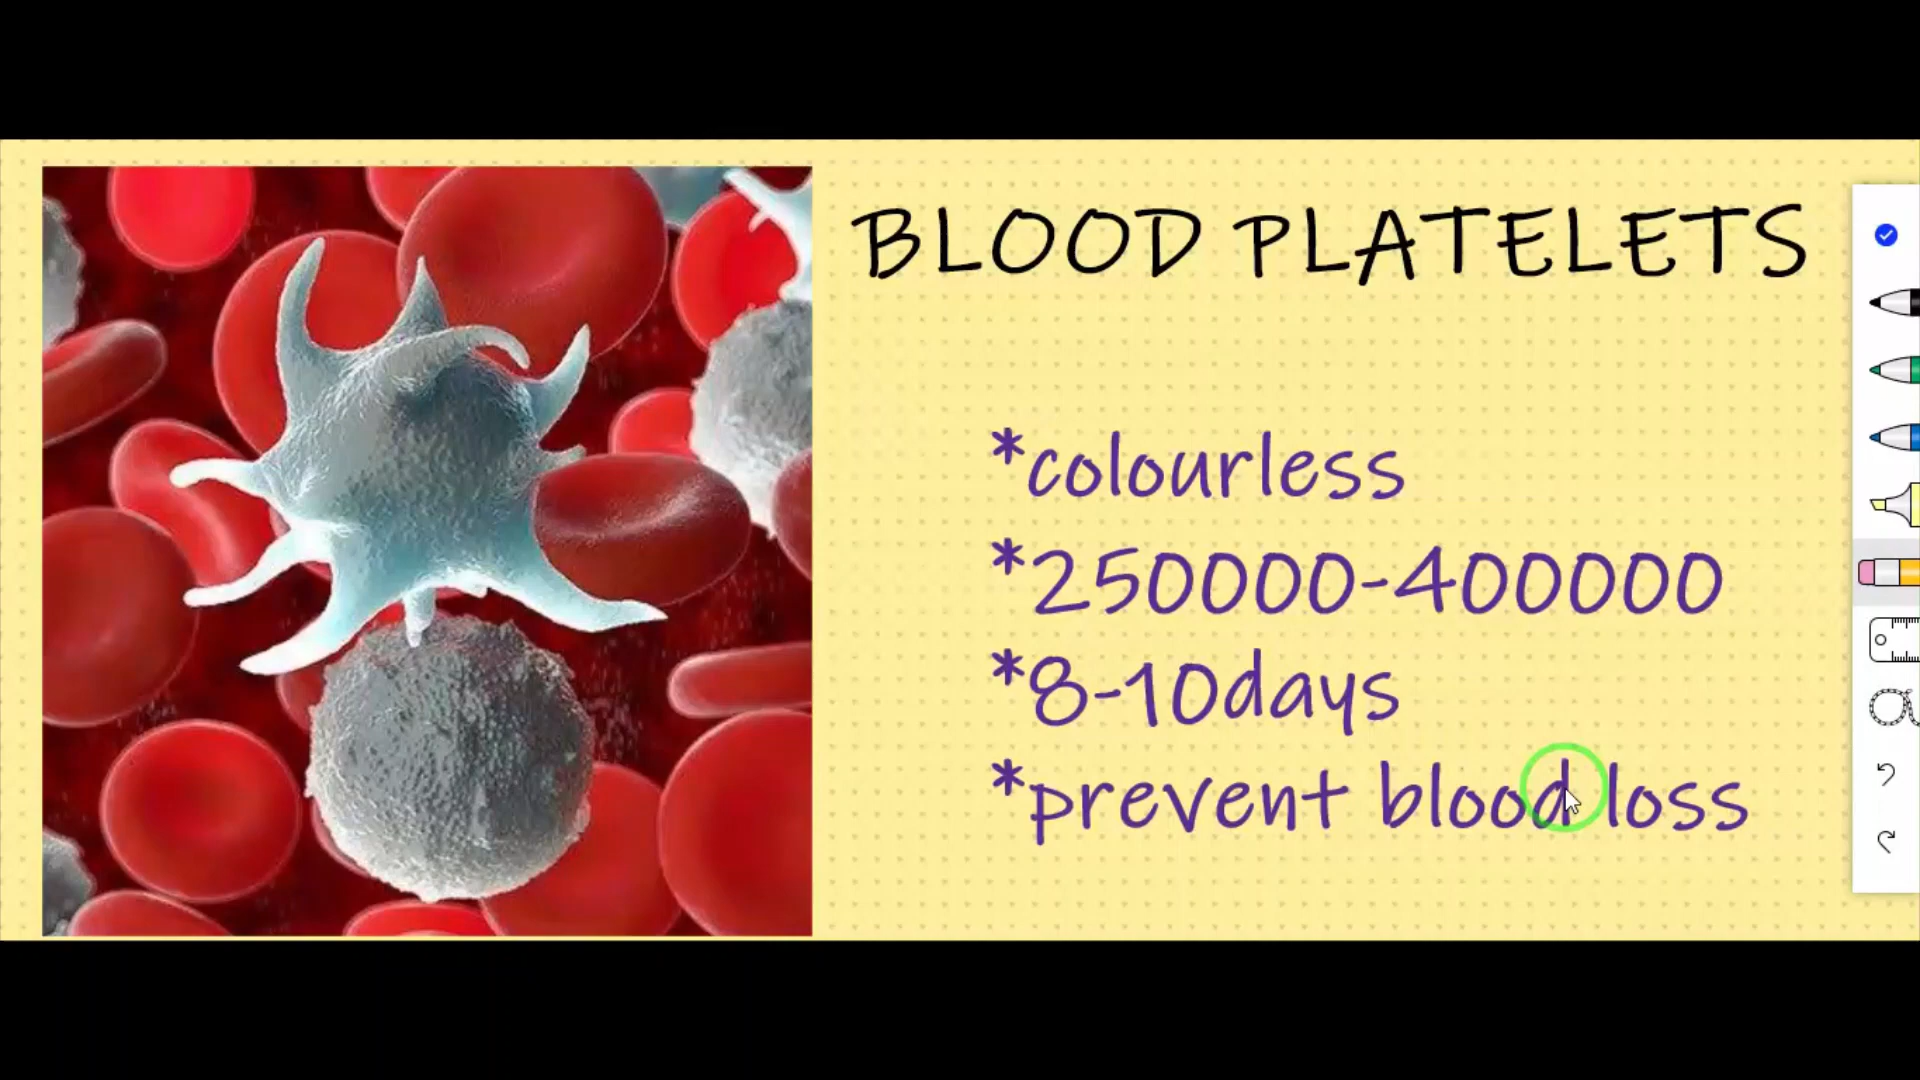 BLOOD PLATELETS
*colourless
*250000-400000
*8-10days
*prevent blood loss